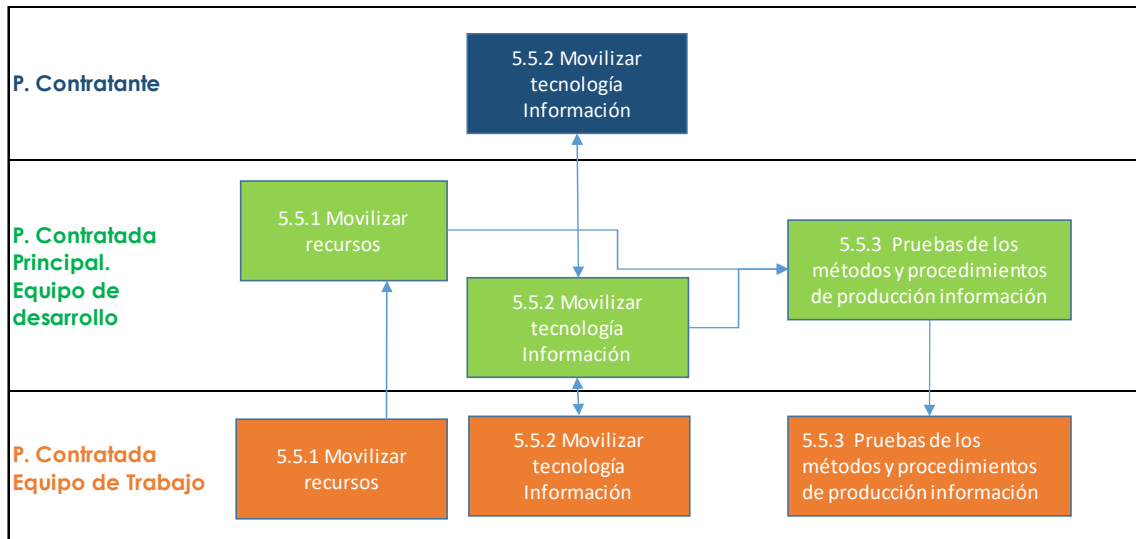 P. Contratante
5.5.2 Movilizar
tecnología
Información
P. Contratada
Principal.
Equipo de
desarrollo
5.5.1 Movilizar
recursos
5.5.2 Movilizar
tecnología
Información
5.5.3 Pruebas de los
métodos y procedimientos
de producción información
P. Contratada
Equipo de Trabajo
5.5.1 Movilizar
recursos
5.5.2 Movilizar
tecnología
Información
5.5.3 Pruebas de los
métodos y procedimientos
de producción información